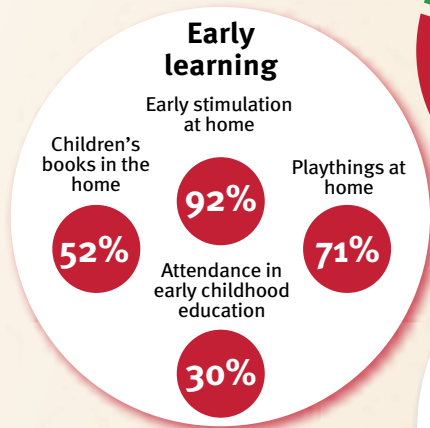 Early
learning
Early stimulation
at home
92%
Children’s
books in the
home
52%
Playthings at
home
71%
Attendance in
early childhood
education
30%